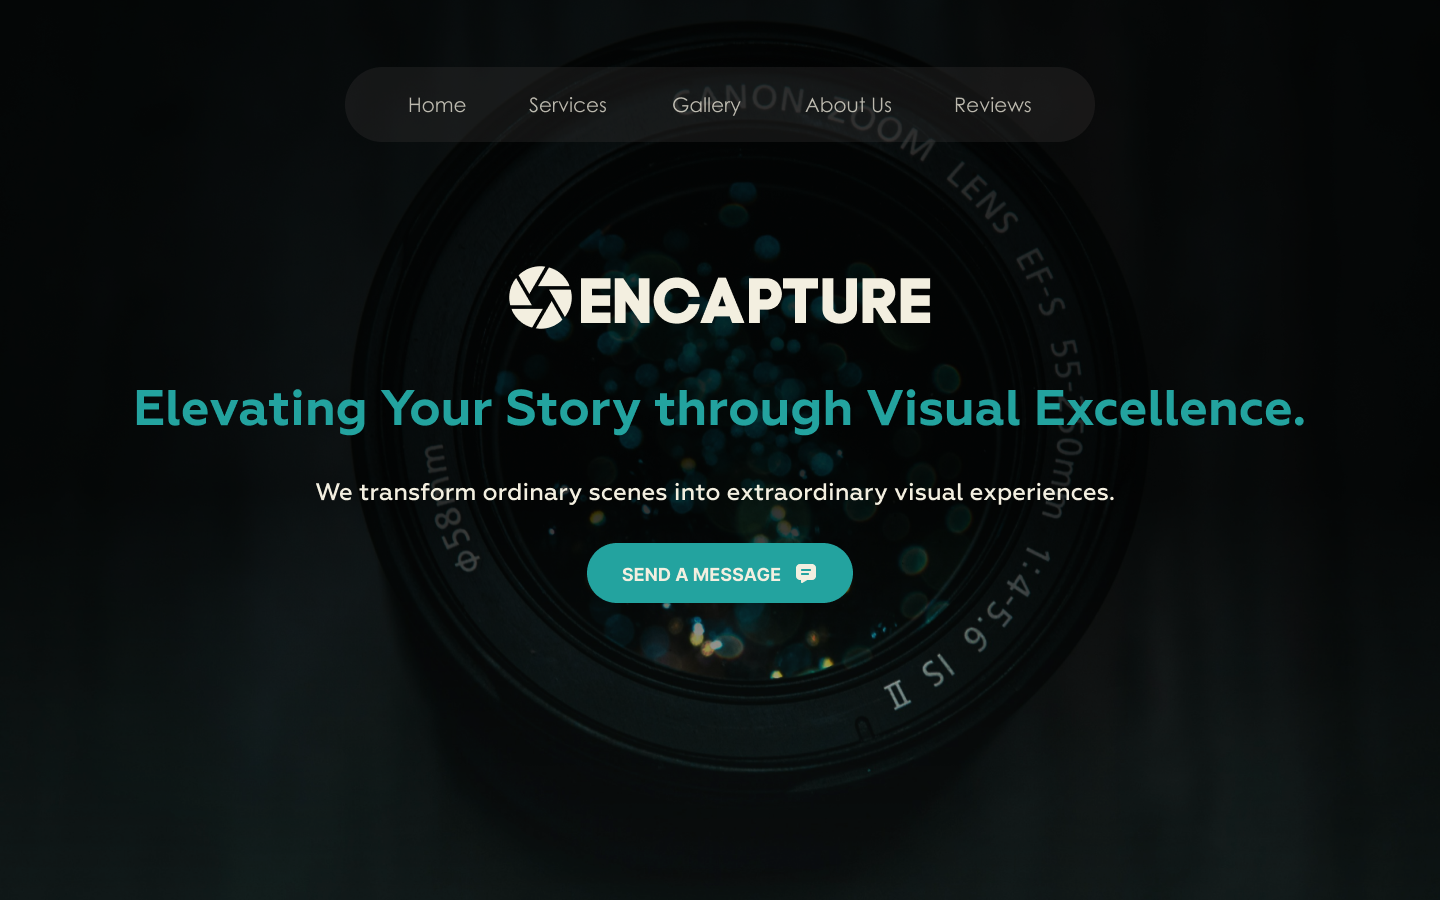 Home Services Gallery About Us Reviews
CANON ZOOM LENS EF-S 55-250mm 1:4-5.6 IS II
ф58mm
ENCAPTURE
Elevating Your Story through Visual Excellence.
We transform ordinary scenes into extraordinary visual experiences.
SEND A MESSAGE